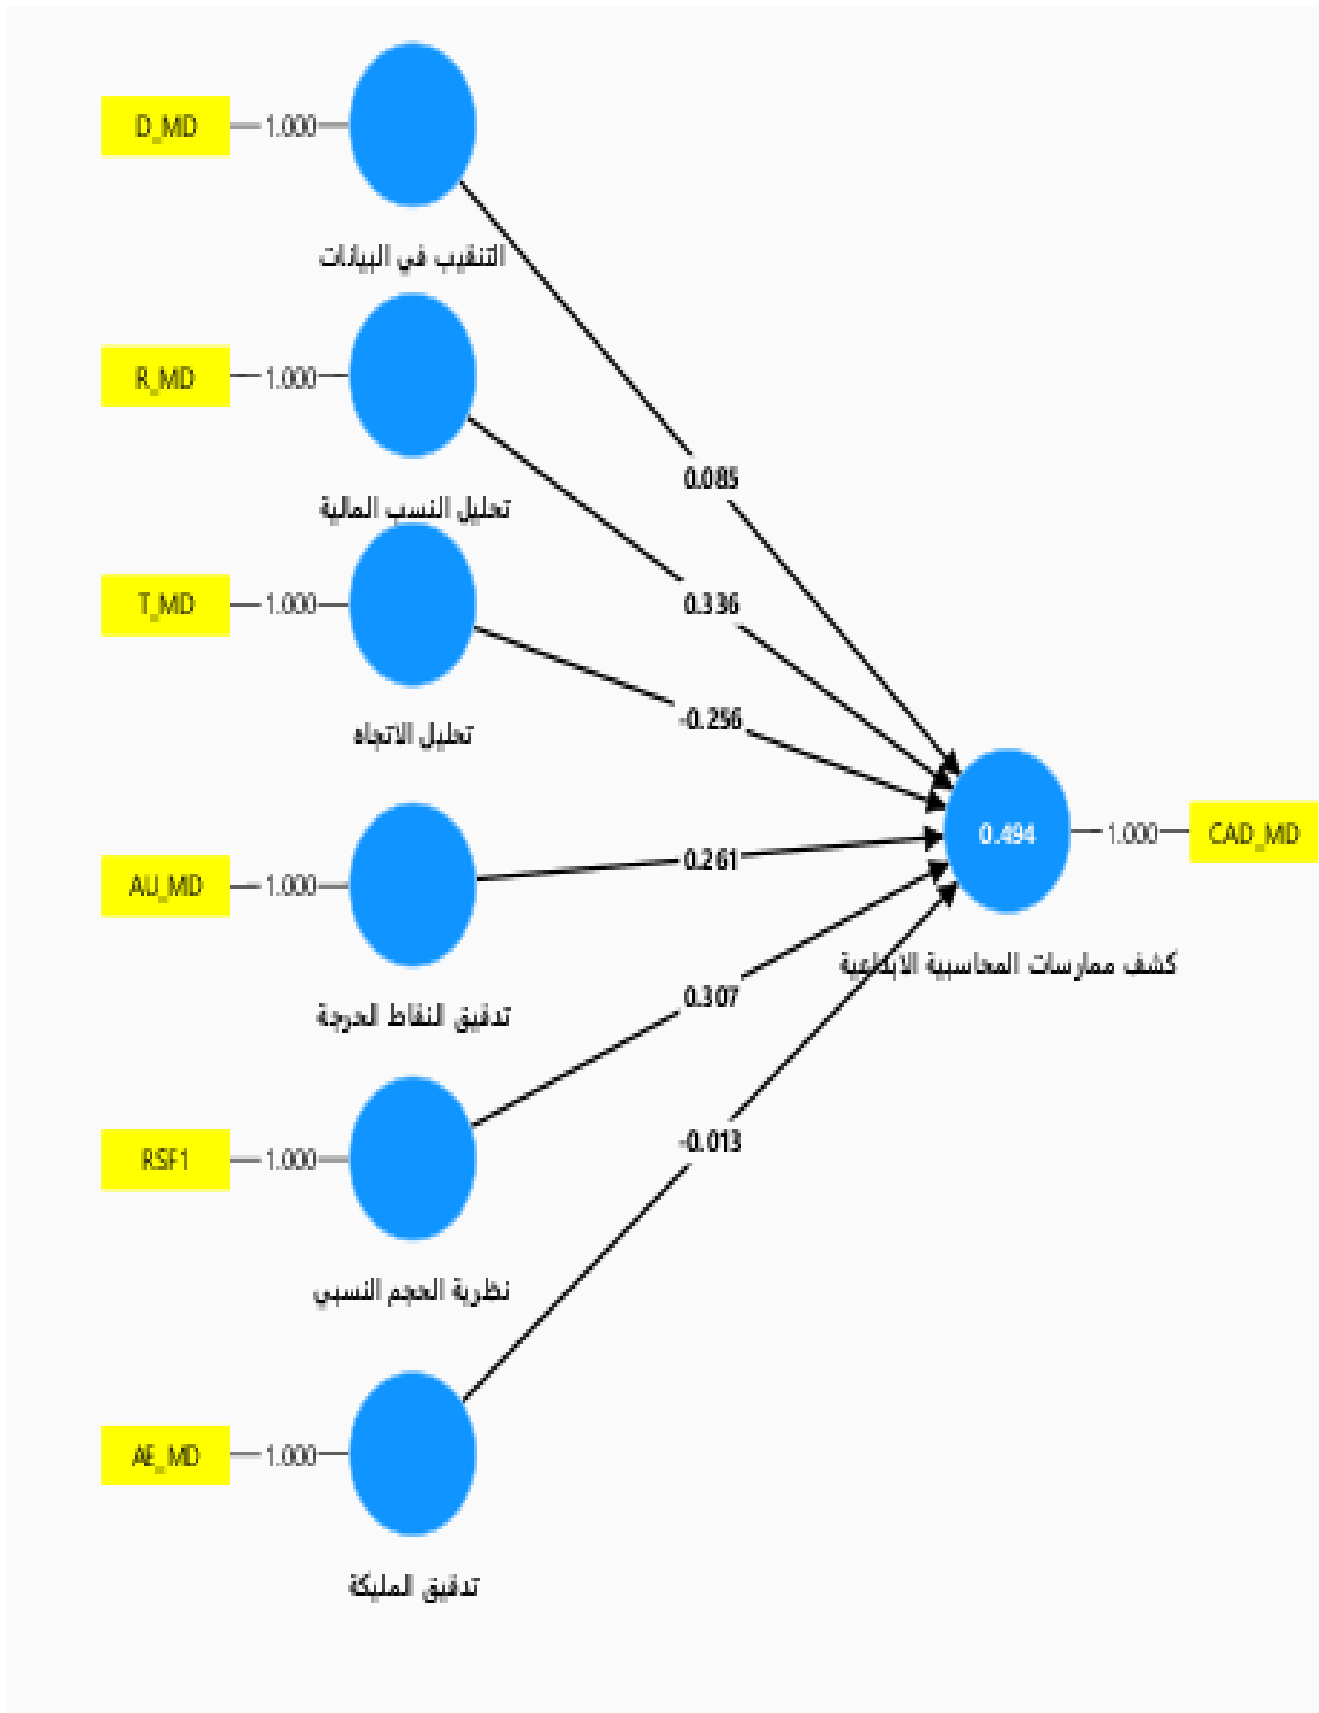 D_MD
1.000
التنقيب في البيانات
R_MD
1.000
تحليل النسب المالية
T_MD
1.000
تحليل الاتجاه
AU_MD
1.000
تدقيق النقاط الحرجة
RSF1
1.000
نظرية الحجم النسبي
AE_MD
1.000
تدقيق المليكة
0.085
0.336
-0.256
0.261
0.307
-0.013
0.494
1.000
CAD_MD
كشف ممارسات المحاسبية الابداعية